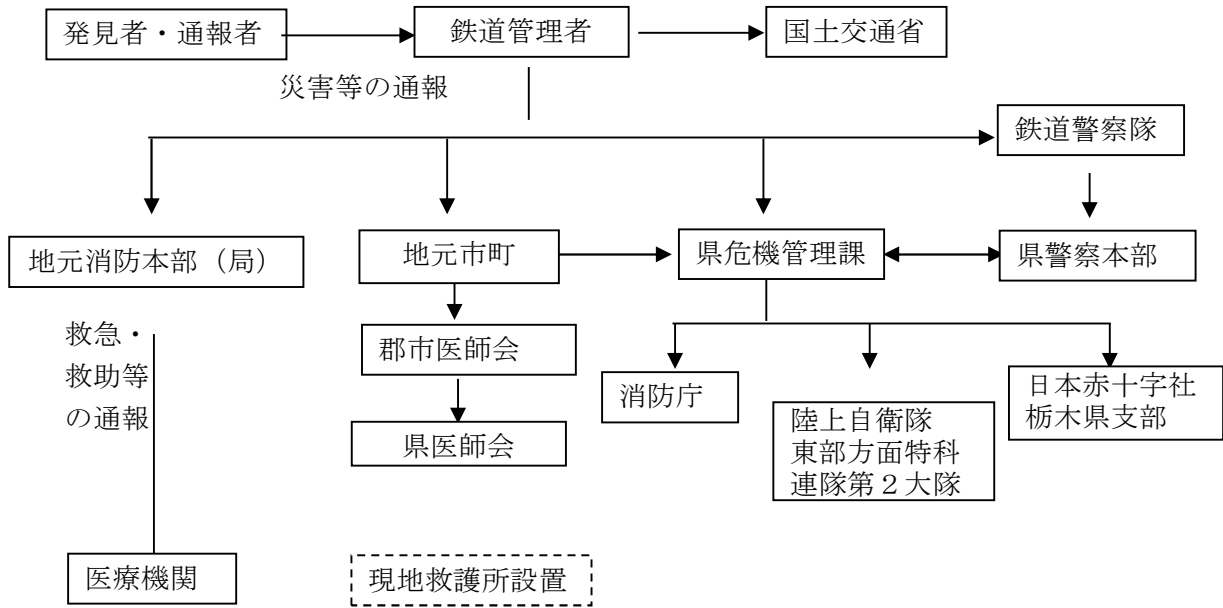 発見者・通報者
鉄道管理者
国土交通省
災害等の通報
鉄道警察隊
地元消防本部（局）
地元市町
県危機管理課
県警察本部
救急・
救助等
の通報
郡市医師会
消防庁
日本赤十字社
栃木県支部
県医師会
陸上自衛隊
東部方面特科
連隊第２大隊
医療機関
現地救護所設置